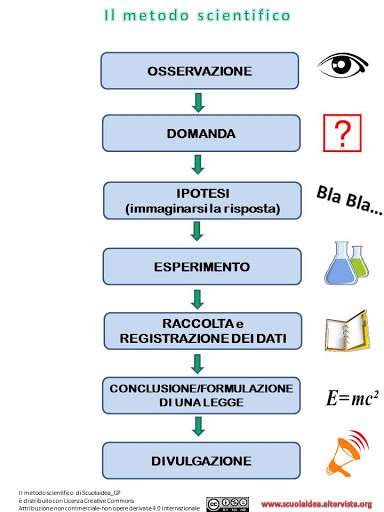 Il metodo scientifico
OSSERVAZIONE
DOMANDA
?
IPOTESI
(immaginarsi la risposta)
Bla Bla...
ESPERIMENTO
RACCOLTA e
REGISTRAZIONE DEI DATI
CONCLUSIONE/FORMULAZIONE
DI UNA LEGGE
E=mc²
DIVULGAZIONE
Il metodo scientifico di Scuolaidea_GP
è distribuito con Licenza Creative Commons
Attribuzione non commerciale-non opere derivate 4.0 Internazionale
www.scuolaidea.altervista.org